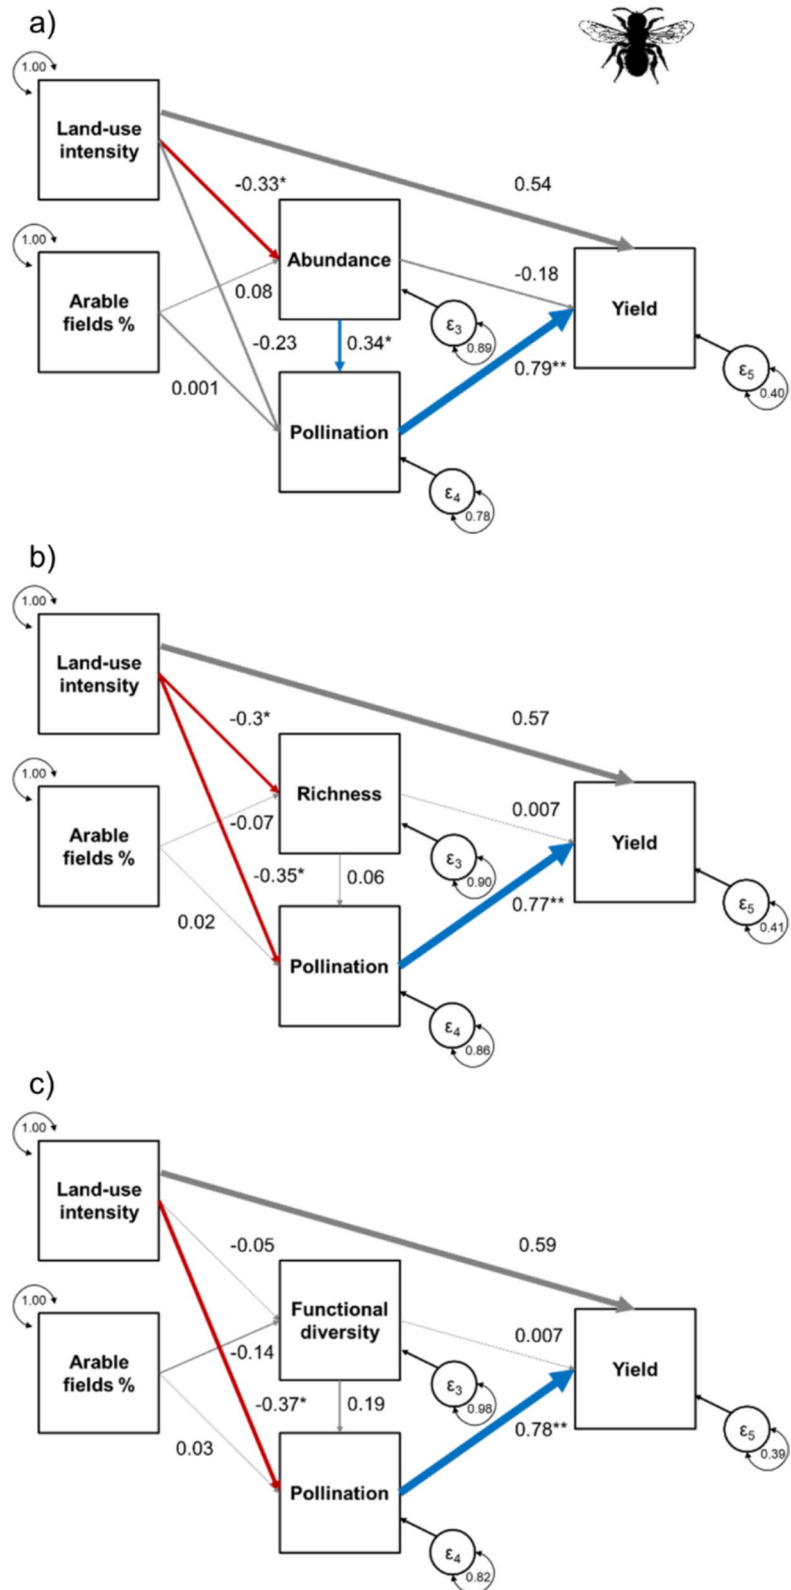 a)
1.00
Land-use
intensity
-0.33*
0.54
1.00
Arable
fields %
Abundance
0.08
-0.18
Yield
ε3
0.89
-0.23
0.34*
0.79**
0.001
ε5
0.40
Pollination
ε4
0.78
b)
1.00
Land-use
intensity
-0.3*
0.57
1.00
Arable
fields %
Richness
-0.07
0.007
Yield
ε3
0.90
-0.35*
0.06
0.77**
0.02
ε5
0.41
Pollination
ε4
0.86
c)
1.00
Land-use
intensity
-0.05
0.59
1.00
Arable
fields %
Functional
diversity
-0.14
0.007
Yield
ε3
0.98
-0.37*
0.19
0.78**
0.03
ε5
0.39
Pollination
ε4
0.82